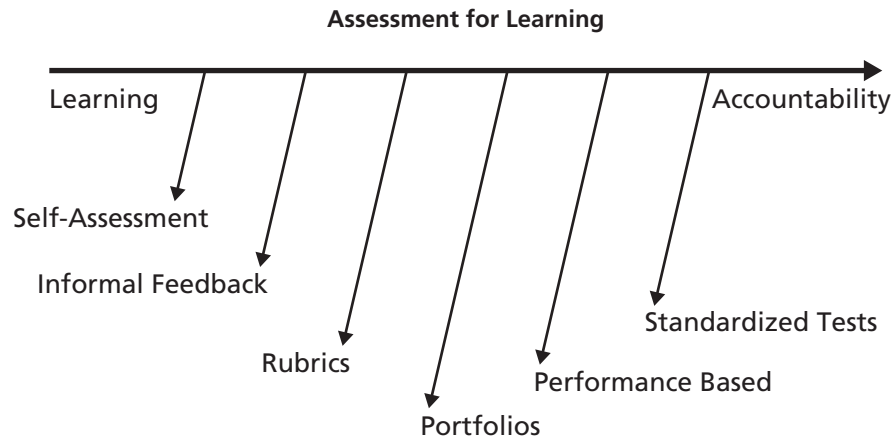 Assessment for Learning
Learning
Accountability
Self-Assessment
Informal Feedback
Rubrics
Portfolios
Performance Based
Standardized Tests